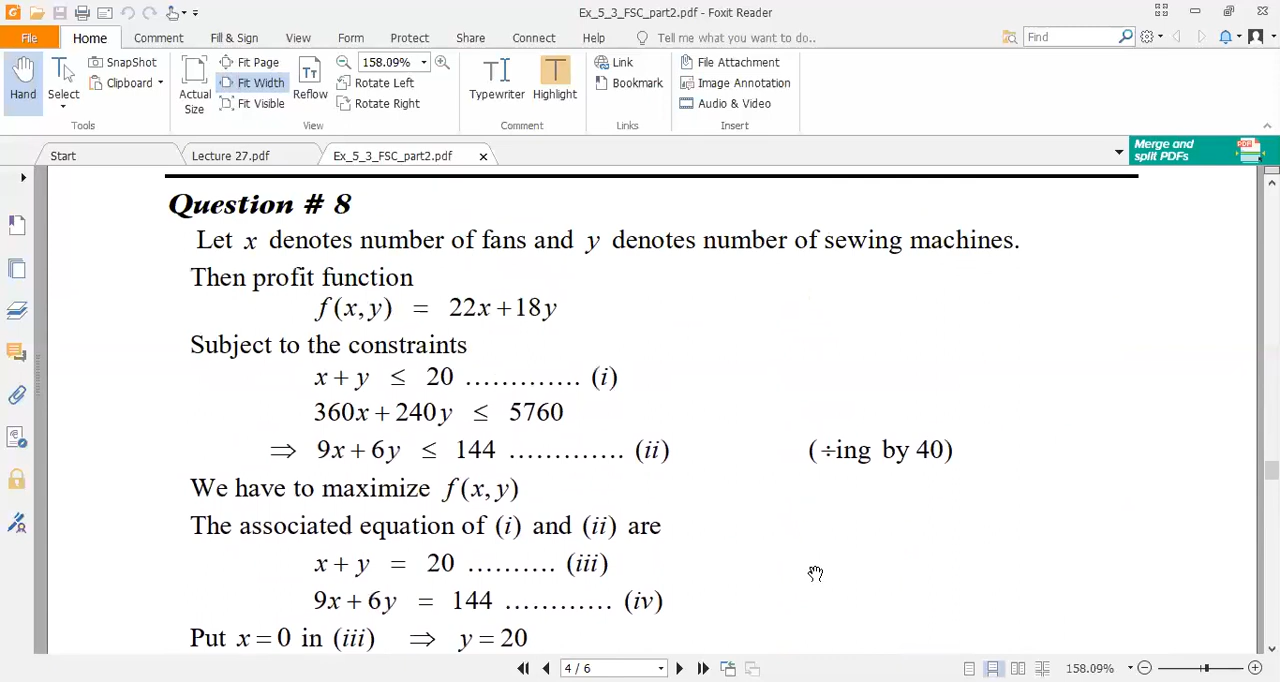 Ex_5_3_FSC_part2.pdf - Foxit Reader
File Home Comment Fill & Sign View Form Protect Share Connect Help Tell me what you want to do.. Find
Hand Select SnapShot Clipboard Actual Size Fit Page Fit Width Fit Visible Reflow 158.09% Rotate Left Rotate Right Typewriter Highlight Link Bookmark File Attachment Image Annotation Audio & Video
Tools View Comment Links Insert
Start Lecture 27.pdf Ex_5_3_FSC_part2.pdf Merge and split PDFs
Question # 8
Let x denotes number of fans and y denotes number of sewing machines.
Then profit function
f(x,y) = 22x+18y
Subject to the constraints
x+y ≤ 20 ............. (i)
360x+240y ≤ 5760
⇒ 9x+6y ≤ 144 ............. (ii) (÷ing by 40)
We have to maximize f(x,y)
The associated equation of (i) and (ii) are
x+y = 20 .......... (iii)
9x+6y = 144 ............ (iv)
Put x=0 in (iii) ⇒ y=20
4 / 6 158.09%